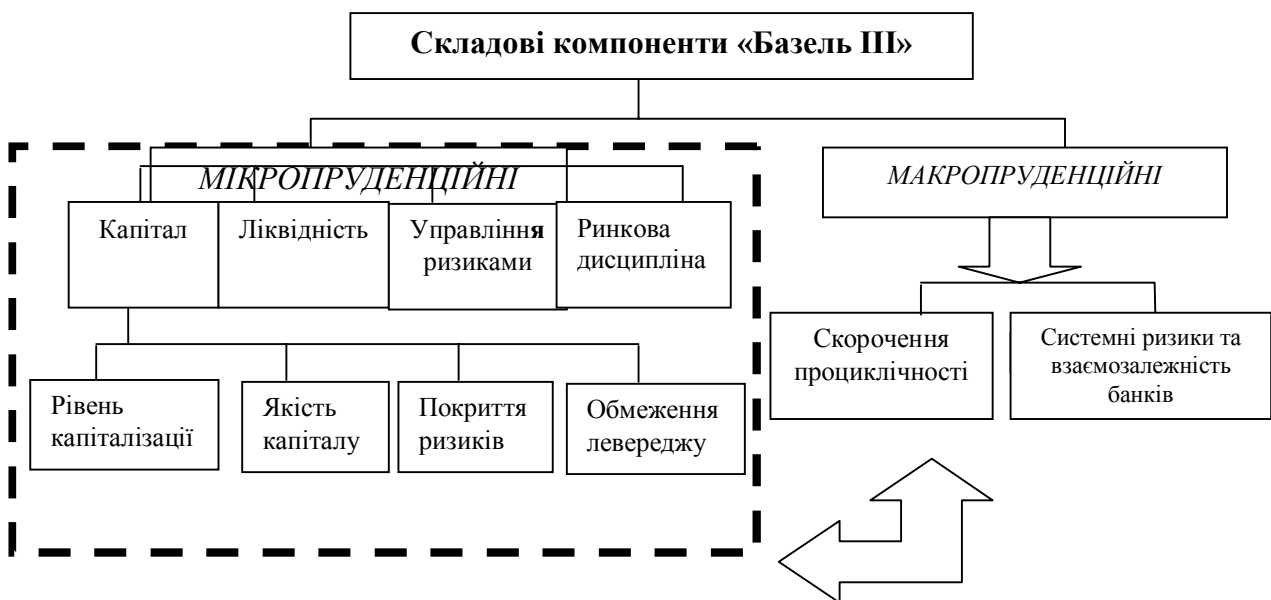 Складові компоненти «Базель ІІІ»
МІКРОПРУДЕНЦІЙНІ
МАКРОПРУДЕНЦІЙНІ
Капітал
Ліквідність
Управління
ризиками
Ринкова
дисципліна
Скорочення
проциклічності
Системні ризики та
взаємозалежність
банків
Рівень
капіталізації
Якість
капіталу
Покриття
ризиків
Обмеження
левереджу